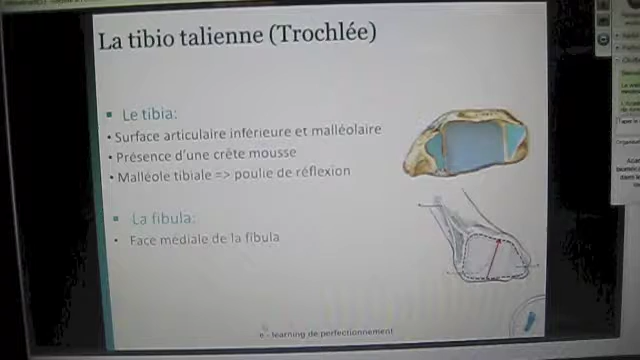 La tibio talienne (Trochlée)
Le tibia:
Surface articulaire inférieure et malléolaire
Présence d'une crête mousse
Malléole tibiale => poulie de réflexion
La fibula:
Face médiale de la fibula
e - learning de perfectionnement